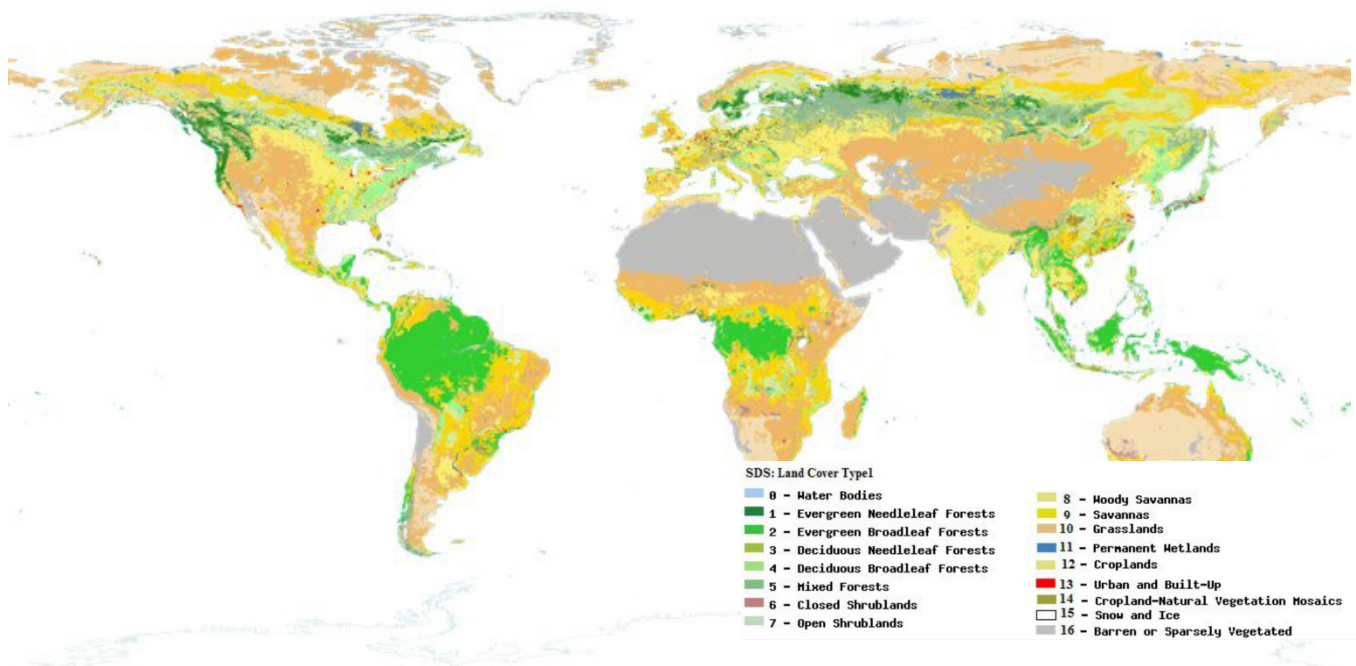 SDS: Land Cover Type1
0 - Water Bodies
1 - Evergreen Needleleaf Forests
2 - Evergreen Broadleaf Forests
3 - Deciduous Needleleaf Forests
4 - Deciduous Broadleaf Forests
5 - Mixed Forests
6 - Closed Shrublands
7 - Open Shrublands
8 - Woody Savannas
9 - Savannas
10 - Grasslands
11 - Permanent Wetlands
12 - Croplands
13 - Urban and Built-Up
14 - Cropland-Natural Vegetation Mosaics
15 - Snow and Ice
16 - Barren or Sparsely Vegetated